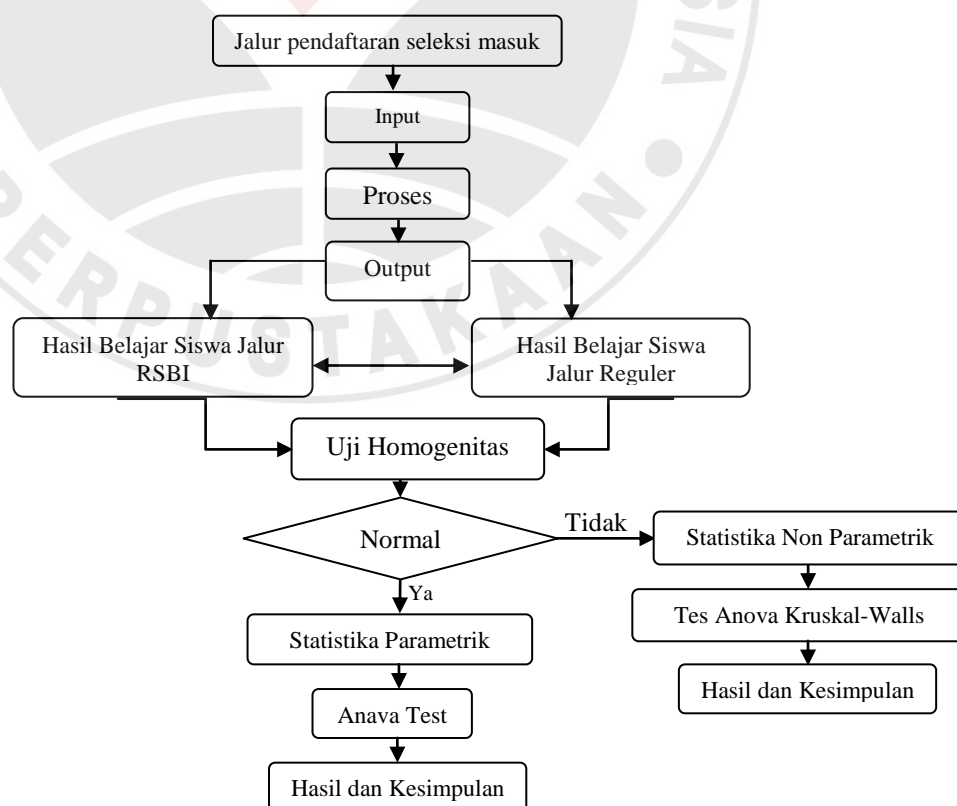 Jalur pendaftaran seleksi masuk
Input
Proses
Output
Hasil Belajar Siswa Jalur
RSBI
Hasil Belajar Siswa
Jalur Reguler
Uji Homogenitas
Normal
Tidak
Statistika Non Parametrik
Ya
Tes Anova Kruskal-Walls
Statistika Parametrik
Hasil dan Kesimpulan
Anava Test
Hasil dan Kesimpulan
PERPUSTAKAAN
SIA